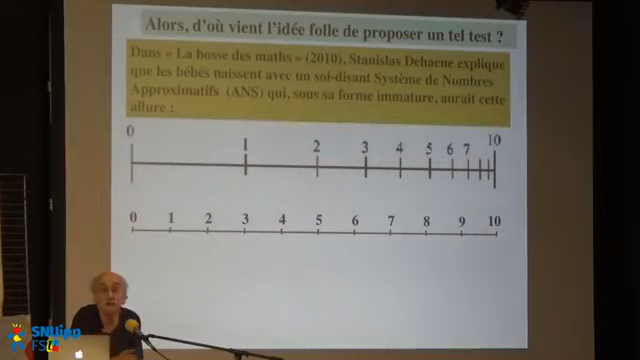 Alors, d'où vient l'idée folle de proposer un tel test ?
Dans « La bosse des maths » (2010), Stanislas Dehaene explique
que les bébés naissent avec un soi-disant Système de Nombres
Approximatifs (ANS) qui, sous sa forme immature, aurait cette
allure :
0 1 2 3 4 5 6 7 10
0 1 2 3 4 5 6 7 8 9 10
SNUipp
FSU